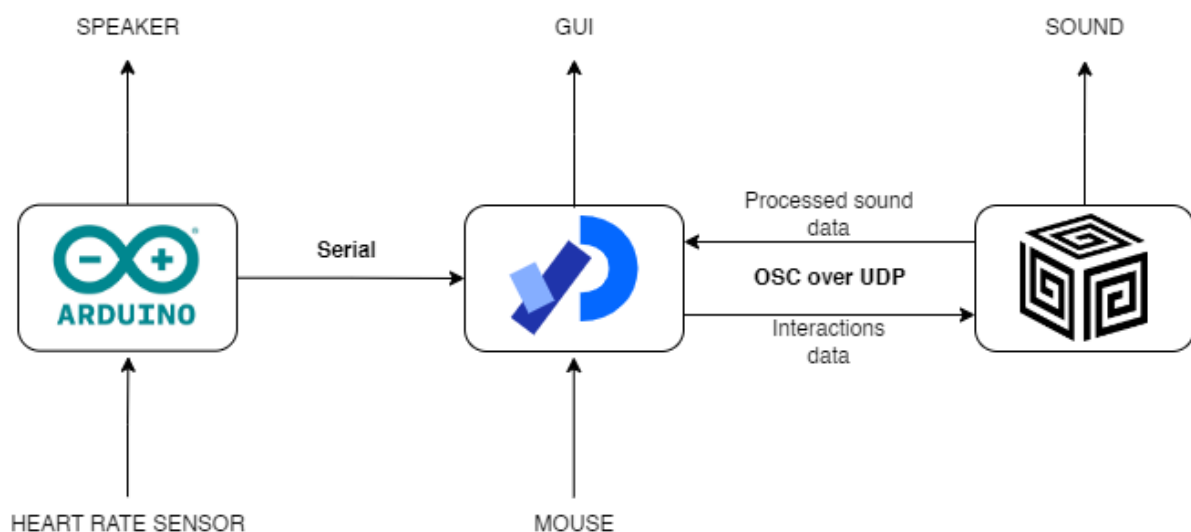 SPEAKER
GUI
SOUND
Processed sound
data
Serial
OSC over UDP
ARDUINO
Interactions
data
HEART RATE SENSOR
MOUSE